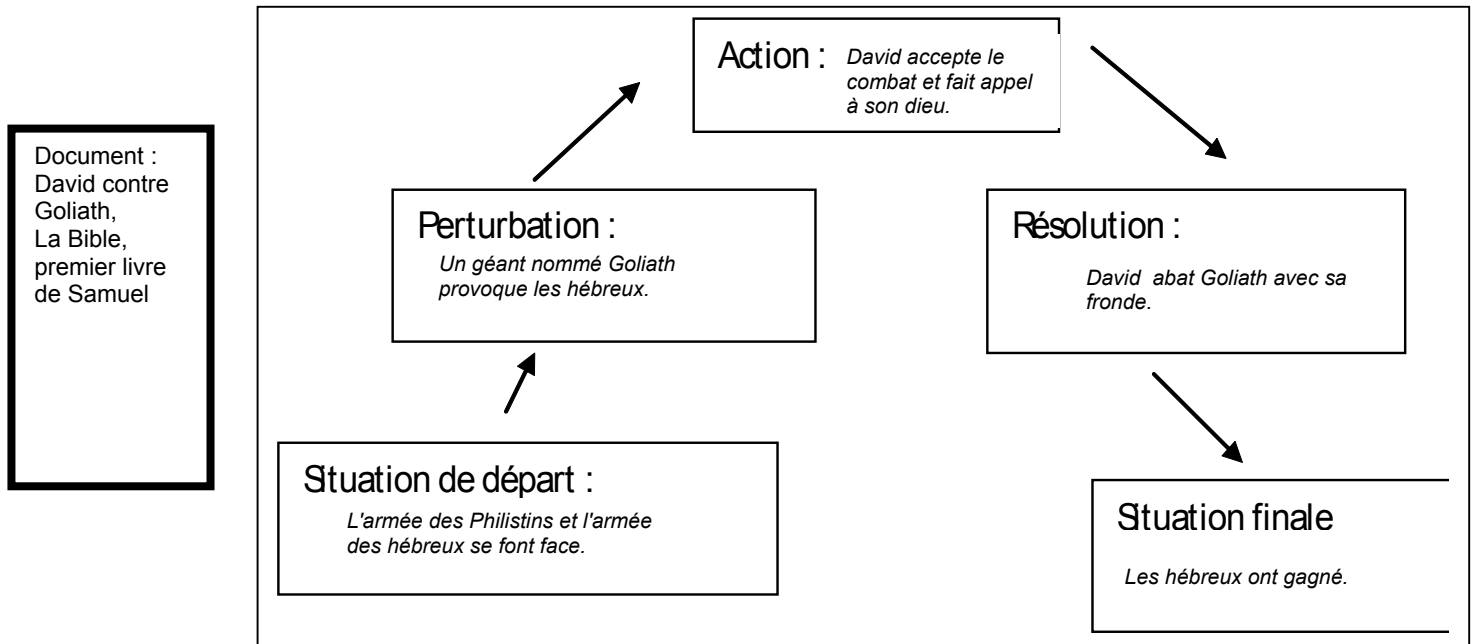 Document :
David contre
Goliath,
La Bible,
premier livre
de Samuel
Action : David accepte le
combat et fait appel
à son dieu.
Perturbation :
Un géant nommé Goliath
provoque les hébreux.
Résolution :
David abat Goliath avec sa
fronde.
Situation de départ :
L'armée des Philistins et l'armée
des hébreux se font face.
Situation finale
Les hébreux ont gagné.